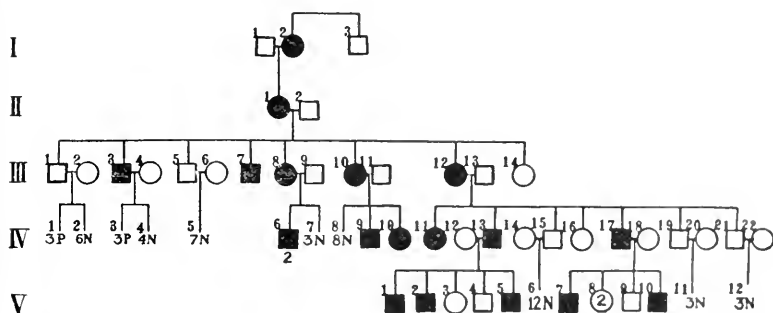 I 1 2 3
II 1 2
III 1 2 3 4 5 6 7 8 9 10 11 12 13 14
1 2 3 4 5 6 7 8 9 10 11 12 13 14 15 16 17 18 19 20 21 22
IV 3P 6N 3P 4N 7N 2 3N 8N
1 2 3 4 5 6 7 8 9 10 11 12
V 12N 2 3N 3N